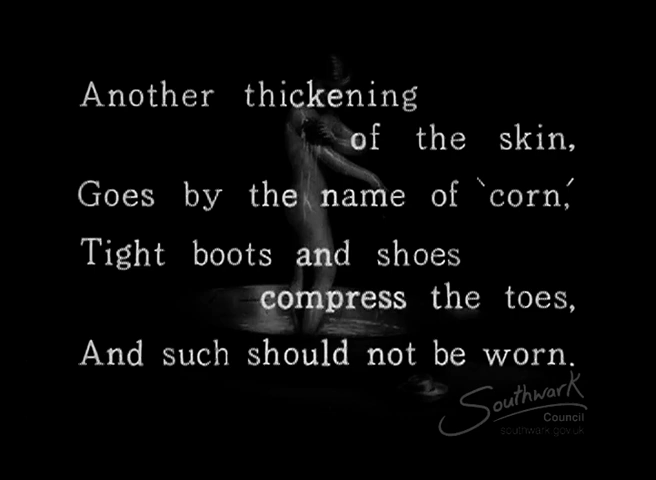 Another thickening
of the skin,
Goes by the name of `corn,´
Tight boots and shoes
compress the toes,
And such should not be worn.
Southwark
Council
southwark.gov.uk